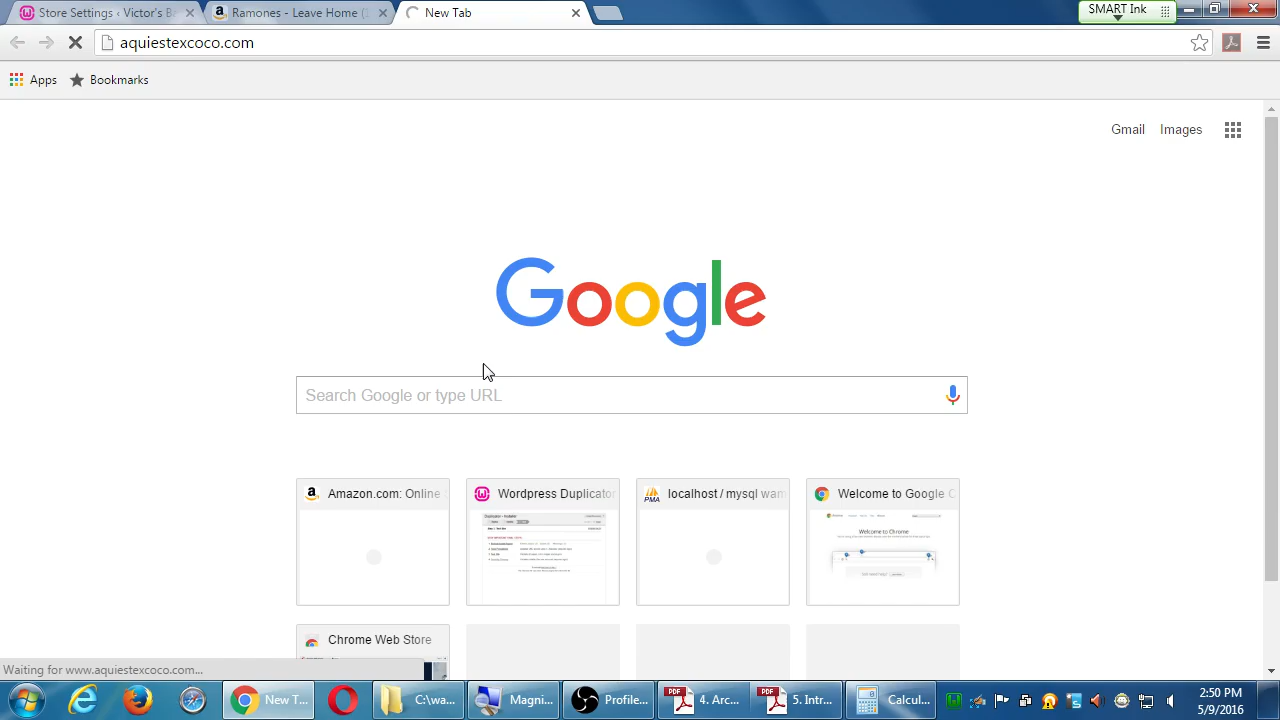 Store Settings ‹ Victor's B
Ramones - Leave Home (
New Tab
SMART Ink
aquiestexcoco.com
Apps
Bookmarks
Gmail
Images
Google
Search Google or type URL
Amazon.com: Online
Wordpress Duplicator
PMA
localhost / mysql wam
Welcome to Google C
Welcome to Chrome
Chrome Web Store
Waiting for www.aquiestexcoco.com...
New T...
C:\wa...
Magni...
Profile...
PDF
4. Arc...
PDF
5. Intr...
Calcul...
2:50 PM
5/9/2016